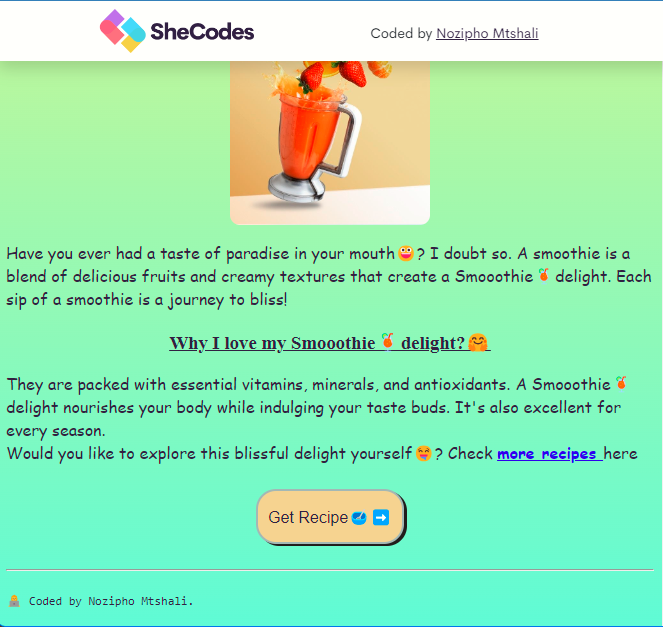 SheCodes
Coded by Nozipho Mtshali
Have you ever had a taste of paradise in your mouth😀? I doubt so. A smoothie is a
blend of delicious fruits and creamy textures that create a Smooothie🍹 delight. Each
sip of a smoothie is a journey to bliss!
Why I love my Smooothie🍹 delight?🤗
They are packed with essential vitamins, minerals, and antioxidants. A Smooothie🍹
delight nourishes your body while indulging your taste buds. It's also excellent for
every season.
Would you like to explore this blissful delight yourself😝? Check more recipes here
Get Recipe🥣➡️
👩‍💻 Coded by Nozipho Mtshali.